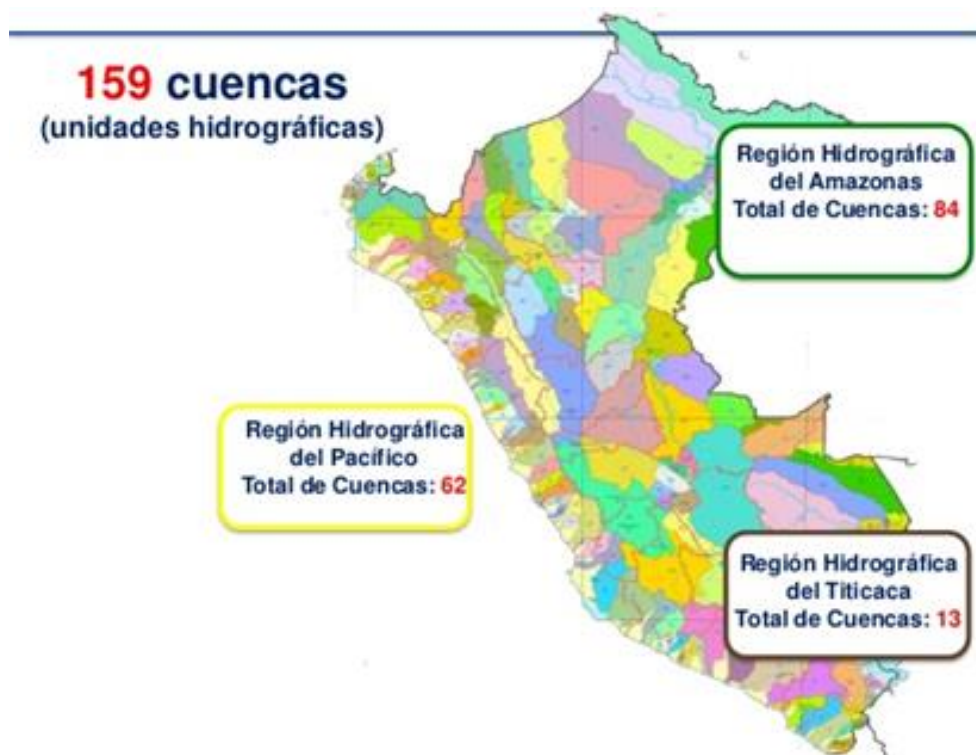 159 cuencas
(unidades hidrográficas)
Región Hidrográfica
del Amazonas
Total de Cuencas: 84
Región Hidrográfica
del Pacífico
Total de Cuencas: 62
Región Hidrográfica
del Titicaca
Total de Cuencas: 13